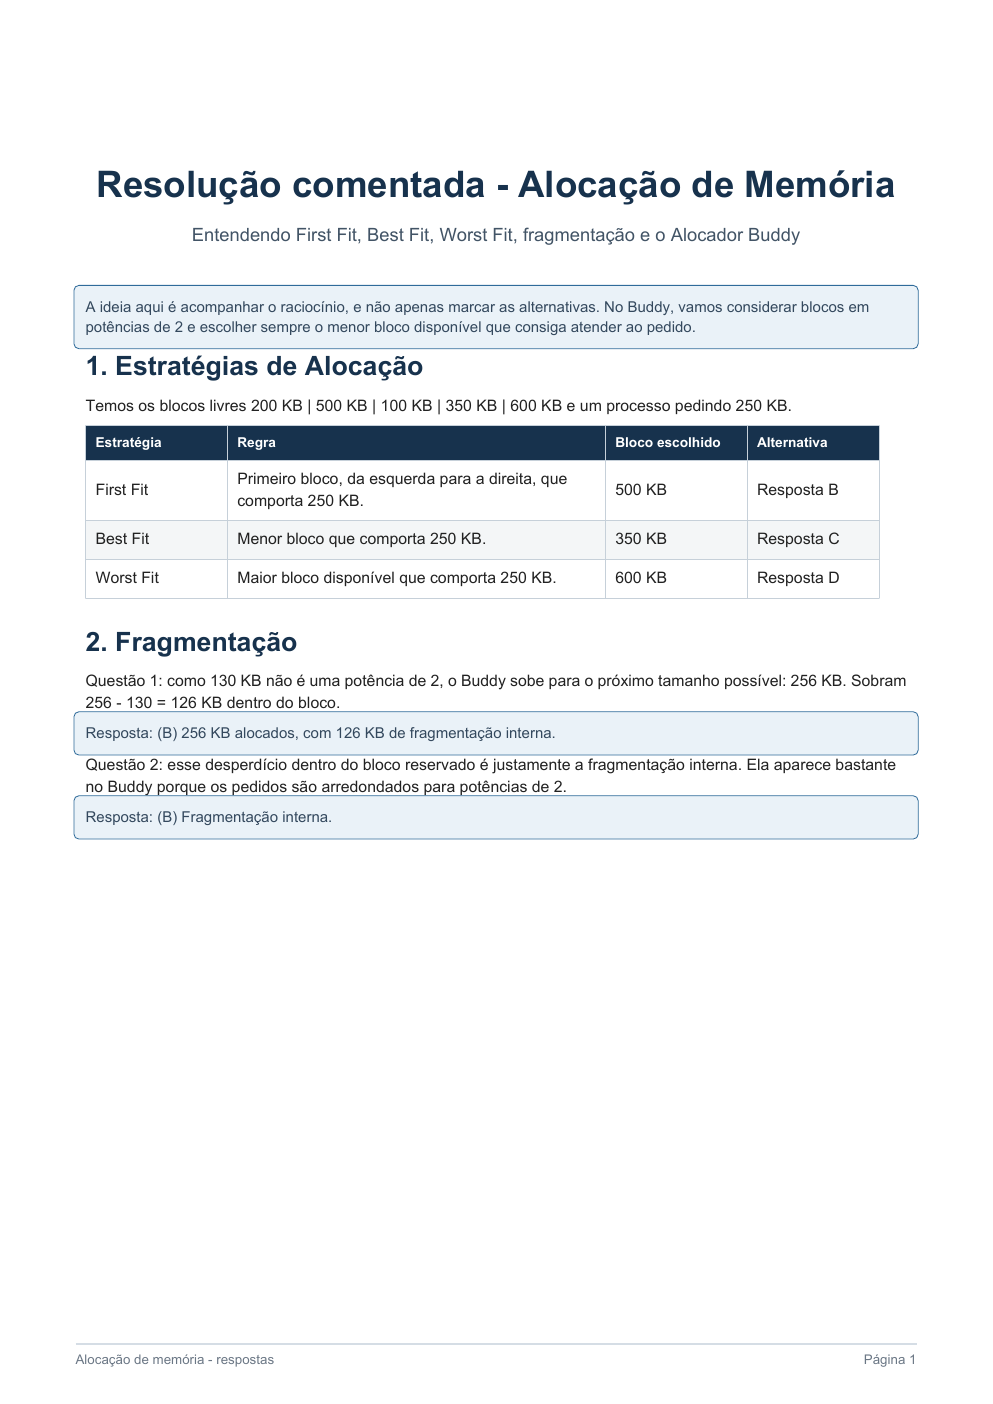 Resolução comentada - Alocação de Memória
Entendendo First Fit, Best Fit, Worst Fit, fragmentação e o Alocador Buddy
A ideia aqui é acompanhar o raciocínio, e não apenas marcar as alternativas. No Buddy, vamos considerar blocos em
potências de 2 e escolher sempre o menor bloco disponível que consiga atender ao pedido.
1. Estratégias de Alocação
Temos os blocos livres 200 KB | 500 KB | 100 KB | 350 KB | 600 KB e um processo pedindo 250 KB.
Estratégia Regra Bloco escolhido Alternativa
First Fit Primeiro bloco, da esquerda para a direita, que
comporta 250 KB. 500 KB Resposta B
Best Fit Menor bloco que comporta 250 KB. 350 KB Resposta C
Worst Fit Maior bloco disponível que comporta 250 KB. 600 KB Resposta D
2. Fragmentação
Questão 1: como 130 KB não é uma potência de 2, o Buddy sobe para o próximo tamanho possível: 256 KB. Sobram
256 - 130 = 126 KB dentro do bloco.
Resposta: (B) 256 KB alocados, com 126 KB de fragmentação interna.
Questão 2: esse desperdício dentro do bloco reservado é justamente a fragmentação interna. Ela aparece bastante
no Buddy porque os pedidos são arredondados para potências de 2.
Resposta: (B) Fragmentação interna.
Alocação de memória - respostas
Página 1